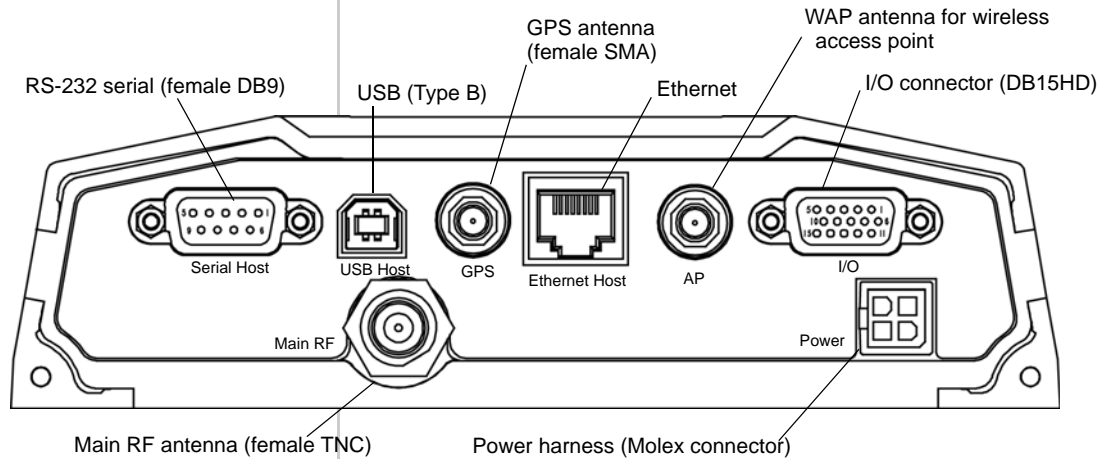 GPS antenna
(female SMA)
WAP antenna for wireless
access point
RS-232 serial (female DB9)
USB (Type B)
Ethernet
I/O connector (DB15HD)
5 1
9 6
5 1
10 6
15 11
Serial Host
USB Host
GPS
Ethernet Host
AP
I/O
Main RF
Power
Main RF antenna (female TNC)
Power harness (Molex connector)